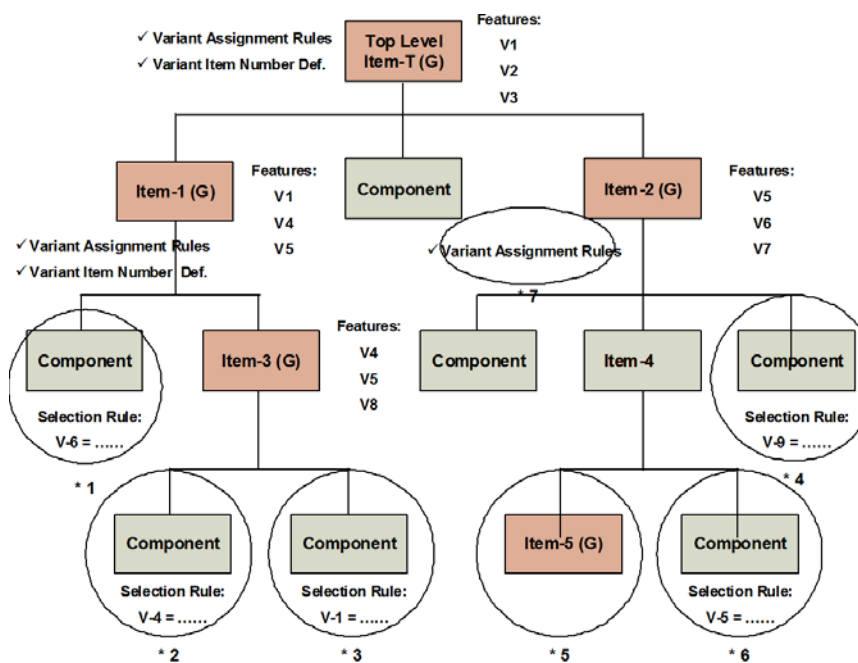 ✓ Variant Assignment Rules
✓ Variant Item Number Def.
Top Level
Item-T (G)
Features:
V1
V2
V3
Item-1 (G)
Features:
V1
V4
V5
Component
Item-2 (G)
Features:
V5
V6
V7
✓ Variant Assignment Rules
✓ Variant Item Number Def.
✓ Variant Assignment Rules
* 7
Component
Selection Rule:
V-6 = ......
* 1
Item-3 (G)
Features:
V4
V5
V8
Component
Item-4
Component
Selection Rule:
V-9 = ......
* 4
Component
Selection Rule:
V-4 = ......
* 2
Component
Selection Rule:
V-1 = ......
* 3
Item-5 (G)
* 5
Component
Selection Rule:
V-5 = ......
* 6